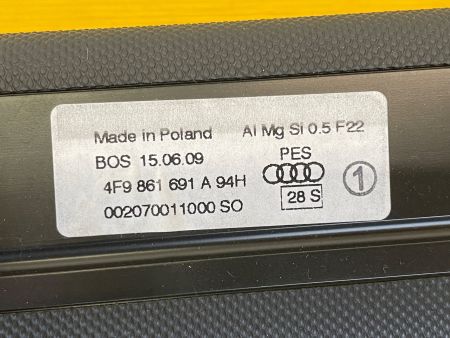 Made in Poland Al Mg Si 0.5 F22
BOS 15.06.09 PES
4F9 861 691 A 94H
002070011000 SO 28 S
1